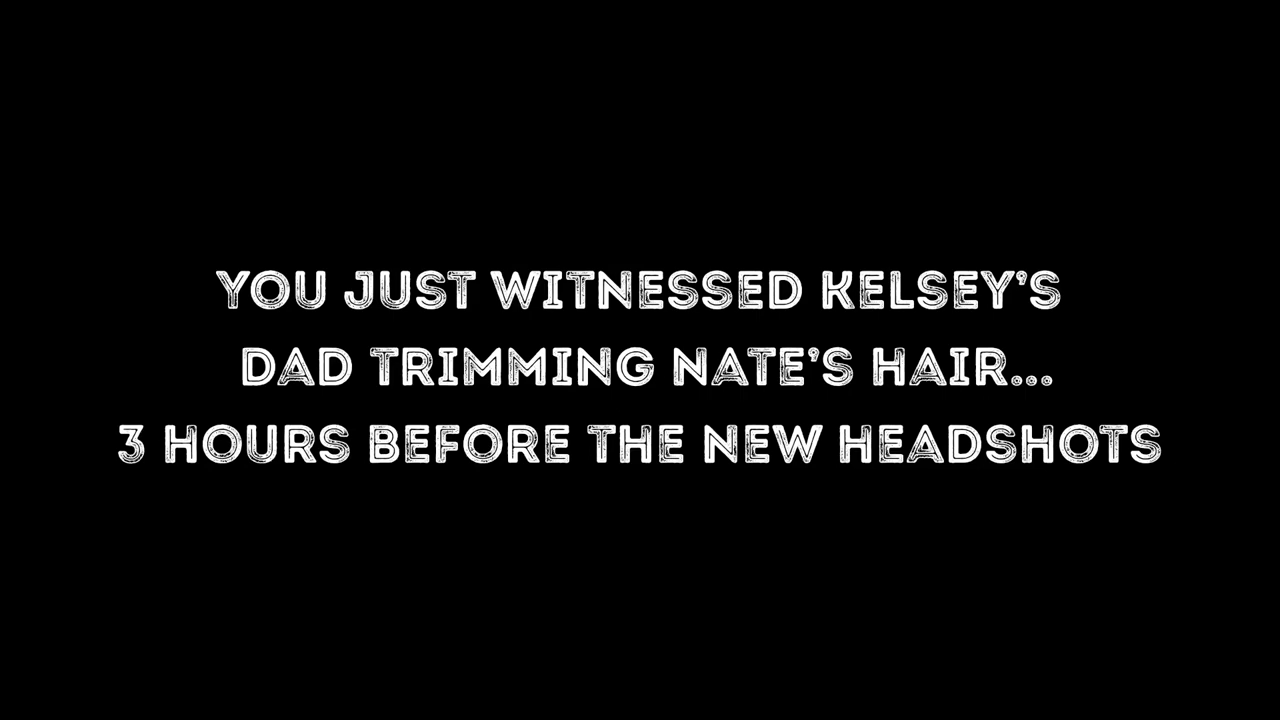 YOU JUST WITNESSED KELSEY’S
DAD TRIMMING NATE’S HAIR...
3 HOURS BEFORE THE NEW HEADSHOTS